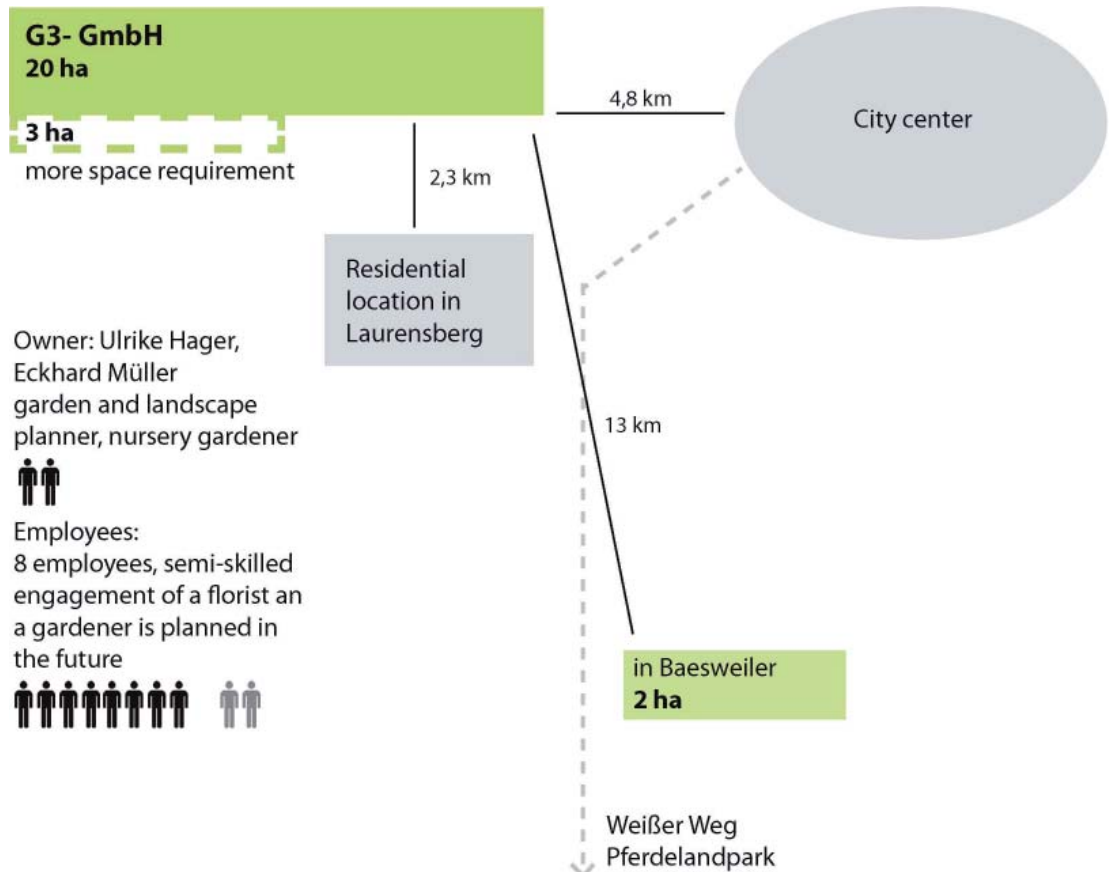 G3- GmbH
20 ha
3 ha
more space requirement
4,8 km
City center
2,3 km
Residential
location in
Laurensberg
13 km
Owner: Ulrike Hager,
Eckhard Müller
garden and landscape
planner, nursery gardener
Employees:
8 employees, semi-skilled
engagement of a florist an
a gardener is planned in
the future
in Baesweiler
2 ha
Weißer Weg
Pferdelandpark